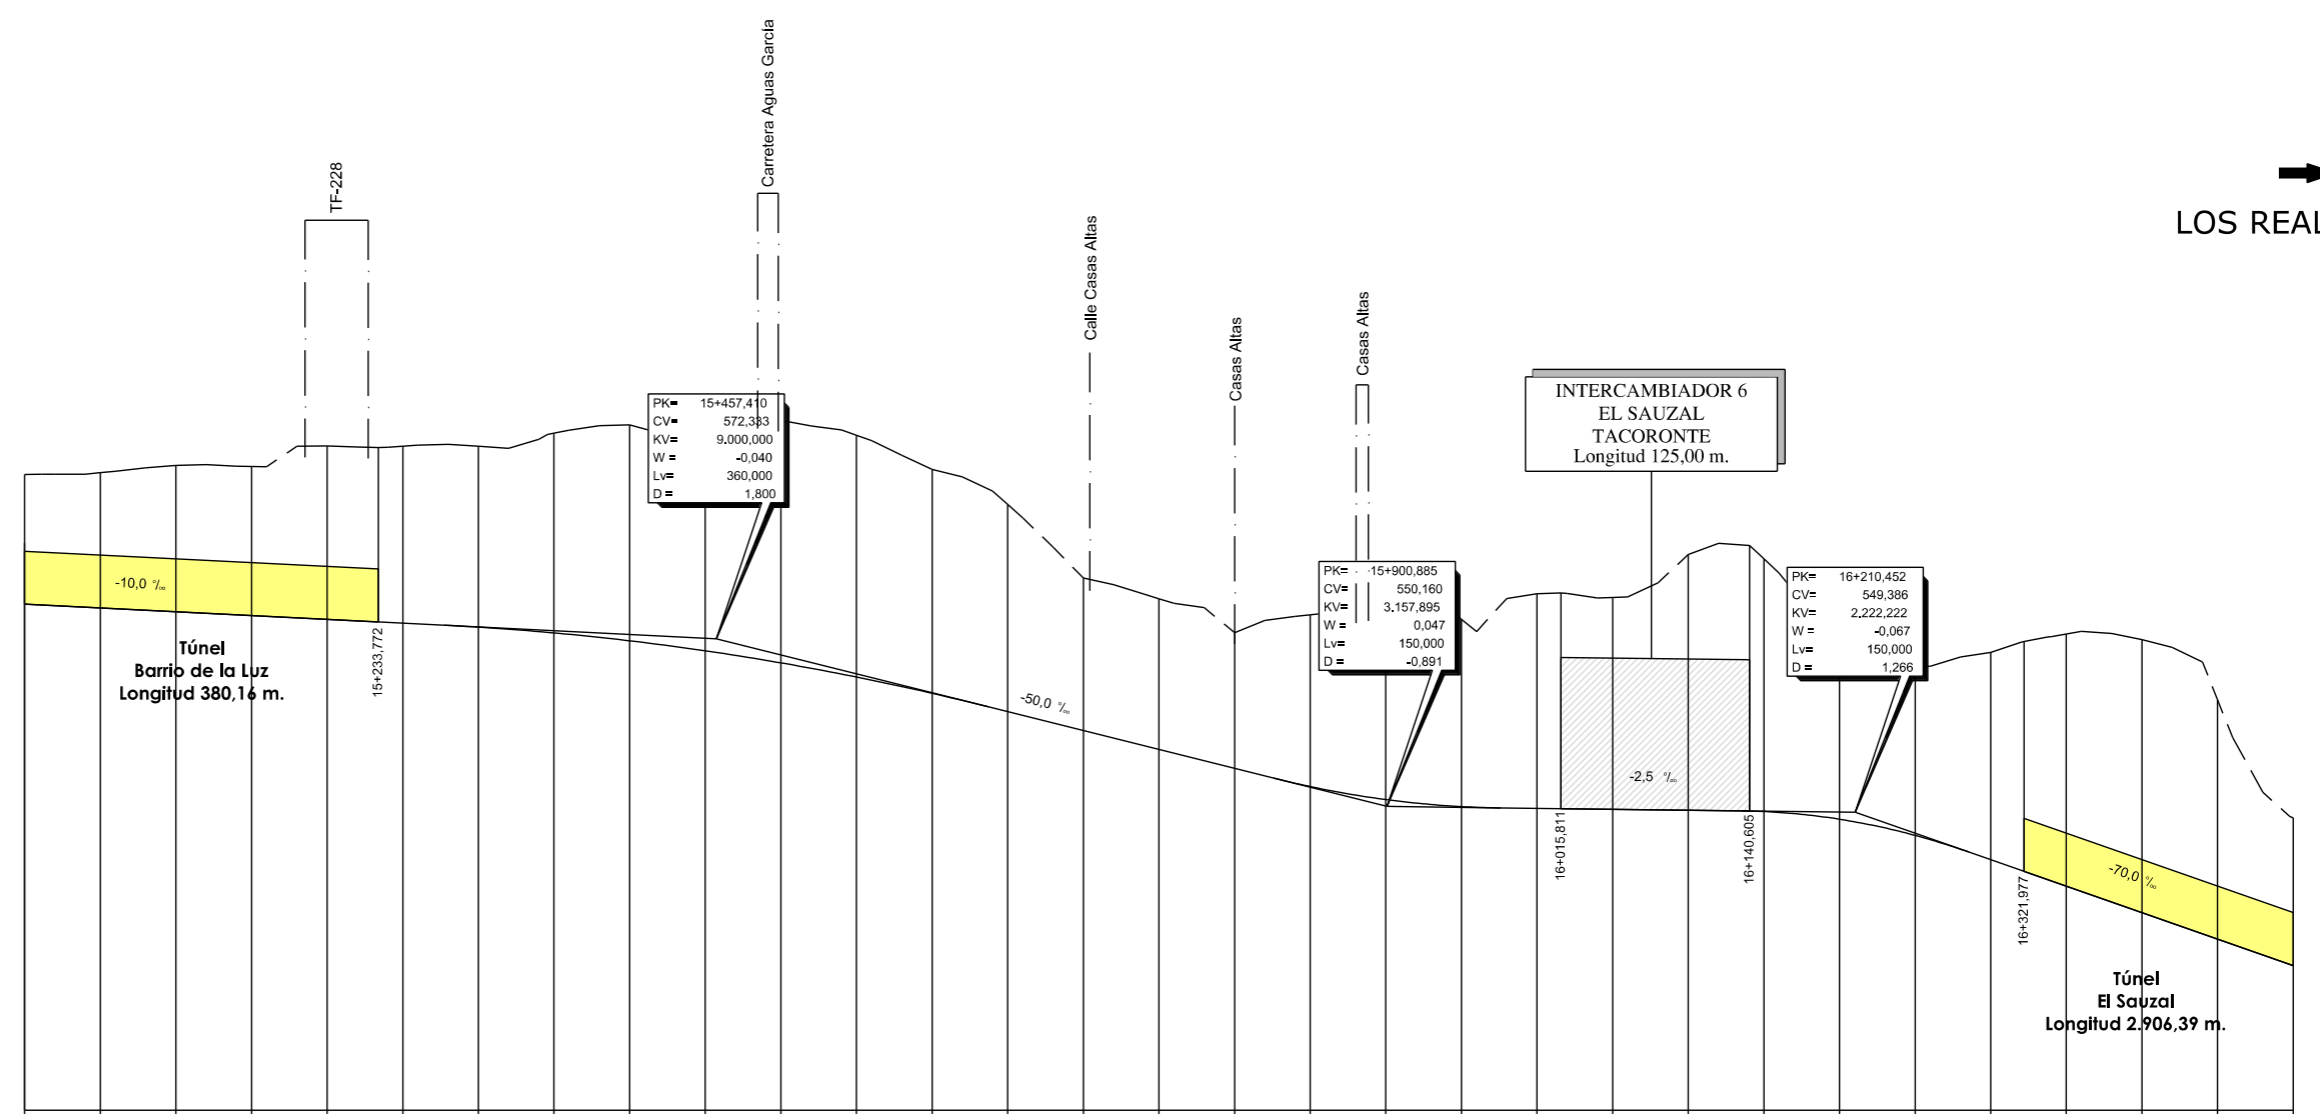 Carretera Aguas García
TF-228
LOS REAL
Calle Casas Altas
Casas Altas
Casas Altas
PK= 15+457,410
CV= 572,333
KV= 9.000,000
W = -0,040
Lv= 360,000
D = 1,800
INTERCAMBIADOR 6
EL SAUZAL
TACORONTE
Longitud 125,00 m.
PK= 15+900,885
CV= 550,160
KV= 3.157,895
W = 0,047
Lv= 150,000
D = -0,891
PK= 16+210,452
CV= 549,386
KV= 2.222,222
W = -0,067
Lv= 150,000
D = 1,266
-10,0 ‰
Túnel
Barrio de la Luz
Longitud 380,16 m.
15+233,772
-50,0 ‰
-2,5 ‰
16+015,811
16+140,605
-70,0 ‰
16+321,977
Túnel
El Sauzal
Longitud 2.906,39 m.